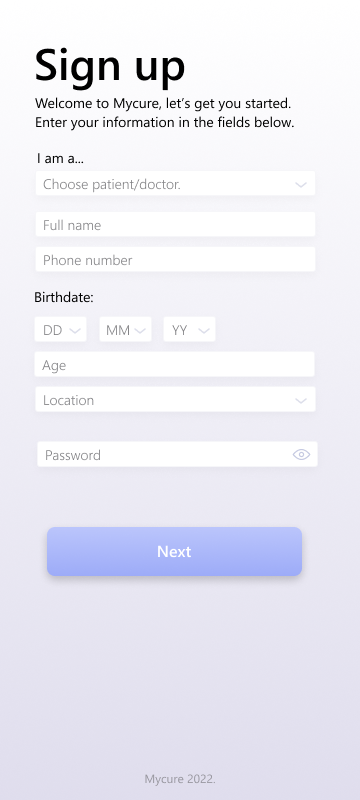 Sign up
Welcome to Mycure, let’s get you started.
Enter your information in the fields below.
I am a...
Choose patient/doctor.
Full name
Phone number
Birthdate:
DD MM YY
Age
Location
Password
Next
Mycure 2022.